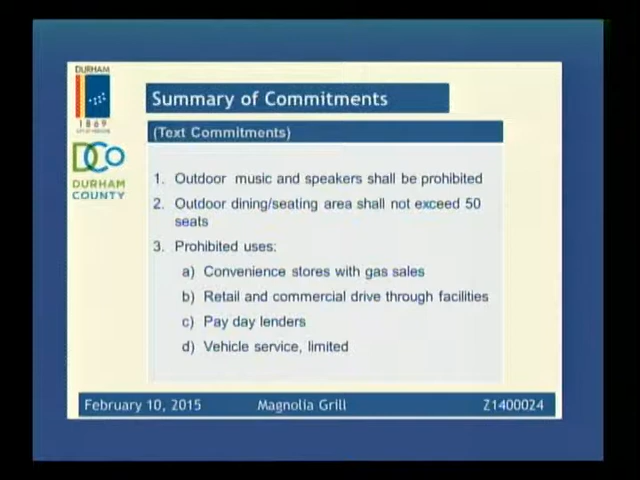 DURHAM
1869
DCo
DURHAM
COUNTY
Summary of Commitments
(Text Commitments)
1. Outdoor music and speakers shall be prohibited
2. Outdoor dining/seating area shall not exceed 50
seats
3. Prohibited uses:
a) Convenience stores with gas sales
b) Retail and commercial drive through facilities
c) Pay day lenders
d) Vehicle service, limited
February 10, 2015 Magnolia Grill Z1400024